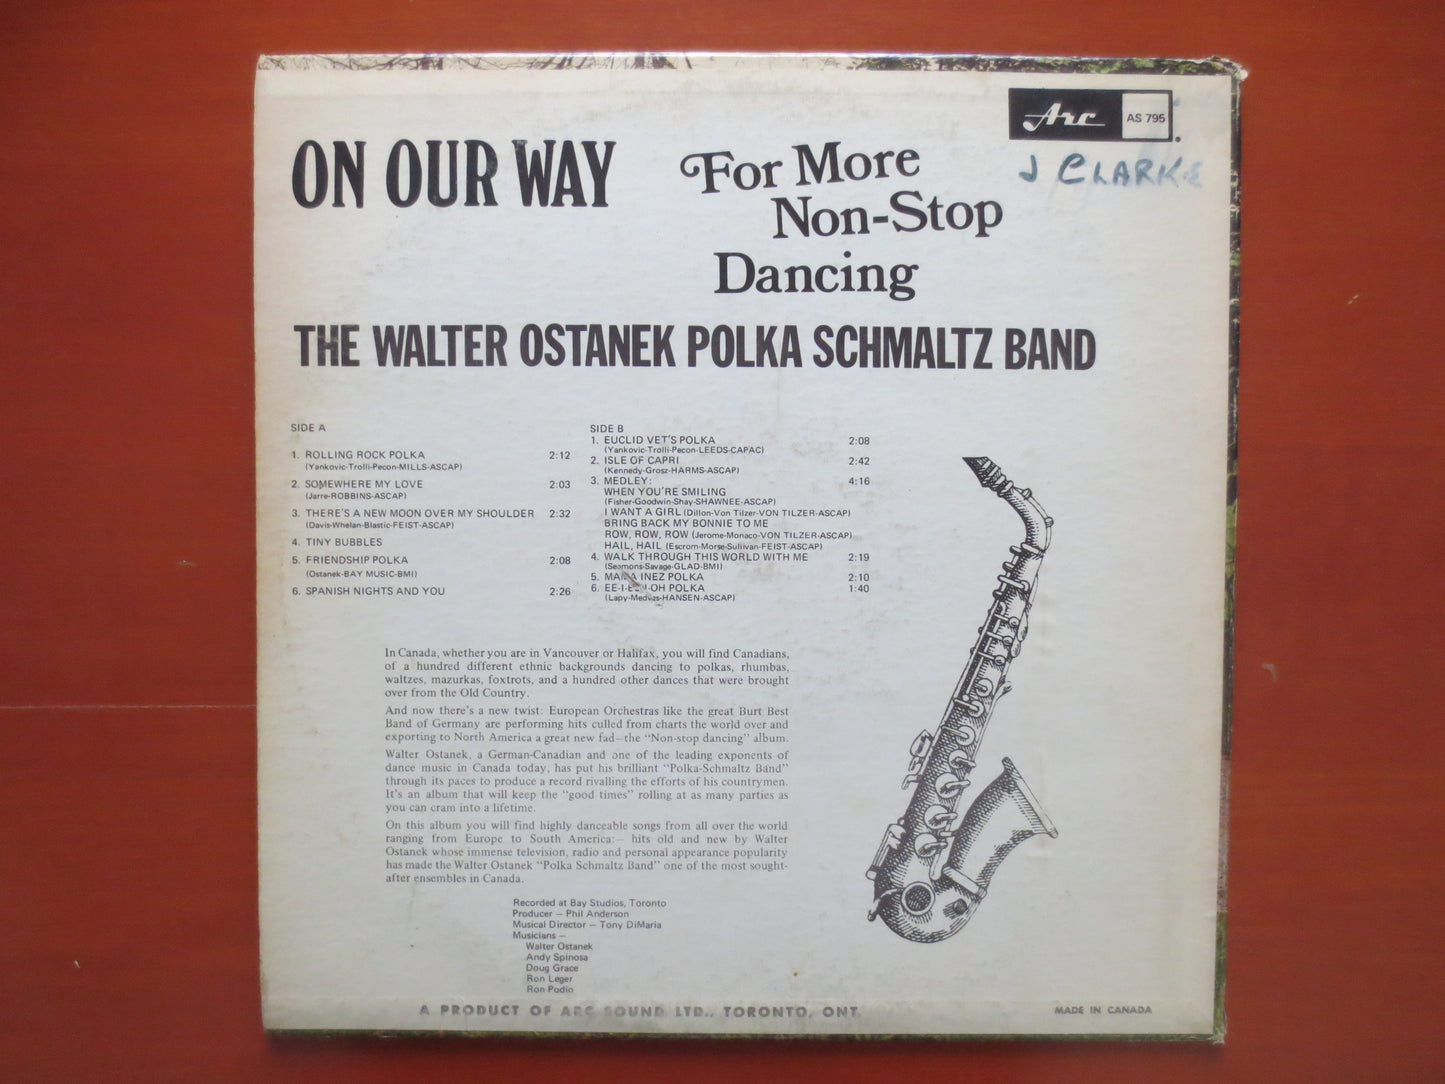 Arc
AS 795
J CLARKE
ON OUR WAY
For More
Non-Stop
Dancing
THE WALTER OSTANEK POLKA SCHMALTZ BAND
SIDE A
1. ROLLING ROCK POLKA 2:12
(Yankovic-Trolli-Pecon-MILLS-ASCAP)
2. SOMEWHERE MY LOVE 2:03
(Jarre-ROBBINS-ASCAP)
3. THERE'S A NEW MOON OVER MY SHOULDER 2:32
(Davis-Whelan-Blastic-FEIST-ASCAP)
4. TINY BUBBLES
5. FRIENDSHIP POLKA 2:08
(Ostanek-BAY MUSIC-BMI)
6. SPANISH NIGHTS AND YOU 2:26
SIDE B
1. EUCLID VET'S POLKA 2:08
(Yankovic-Trolli-Pecon-LEEDS-CAPAC)
2. ISLE OF CAPRI 2:42
(Kennedy-Grosz-HARMS-ASCAP)
3. MEDLEY: 4:16
WHEN YOU'RE SMILING
(Fisher-Goodwin-Shay-SHAWNEE-ASCAP)
I WANT A GIRL (Dillon-Von Tilzer-VON TILZER-ASCAP)
BRING BACK MY BONNIE TO ME
ROW, ROW, ROW (Jerome-Monaco-VON TILZER-ASCAP)
HAIL, HAIL (Escrom-Morse-Sullivan-FEIST-ASCAP)
4. WALK THROUGH THIS WORLD WITH ME 2:19
(Seamons-Savage-GLAD-BMI)
5. MAMA INEZ POLKA 2:10
6. EE-I-EE-I-OH POLKA 1:40
(Lapy-Medvas-HANSEN-ASCAP)
In Canada, whether you are in Vancouver or Halifax, you will find Canadians,
of a hundred different ethnic backgrounds dancing to polkas, rhumbas,
waltzes, mazurkas, foxtrots, and a hundred other dances that were brought
over from the Old Country.
And now there's a new twist: European Orchestras like the great Burt Best
Band of Germany are performing hits culled from charts the world over and
exporting to North America a great new fad—the "Non-stop dancing" album.
Walter Ostanek, a German-Canadian and one of the leading exponents of
dance music in Canada today, has put his brilliant "Polka-Schmaltz Band"
through its paces to produce a record rivalling the efforts of his countrymen.
It's an album that will keep the "good times" rolling at as many parties as
you can cram into a lifetime.
On this album you will find highly danceable songs from all over the world
ranging from Europe to South America:— hits old and new by Walter
Ostanek whose immense television, radio and personal appearance popularity
has made the Walter Ostanek "Polka Schmaltz Band" one of the most sought-
after ensembles in Canada.
Recorded at Bay Studios, Toronto
Producer — Phil Anderson
Musical Director — Tony DiMaria
Musicians —
Walter Ostanek
Andy Spinosa
Doug Grace
Ron Leger
Ron Podio
A PRODUCT OF ARC SOUND LTD., TORONTO, ONT.
MADE IN CANADA